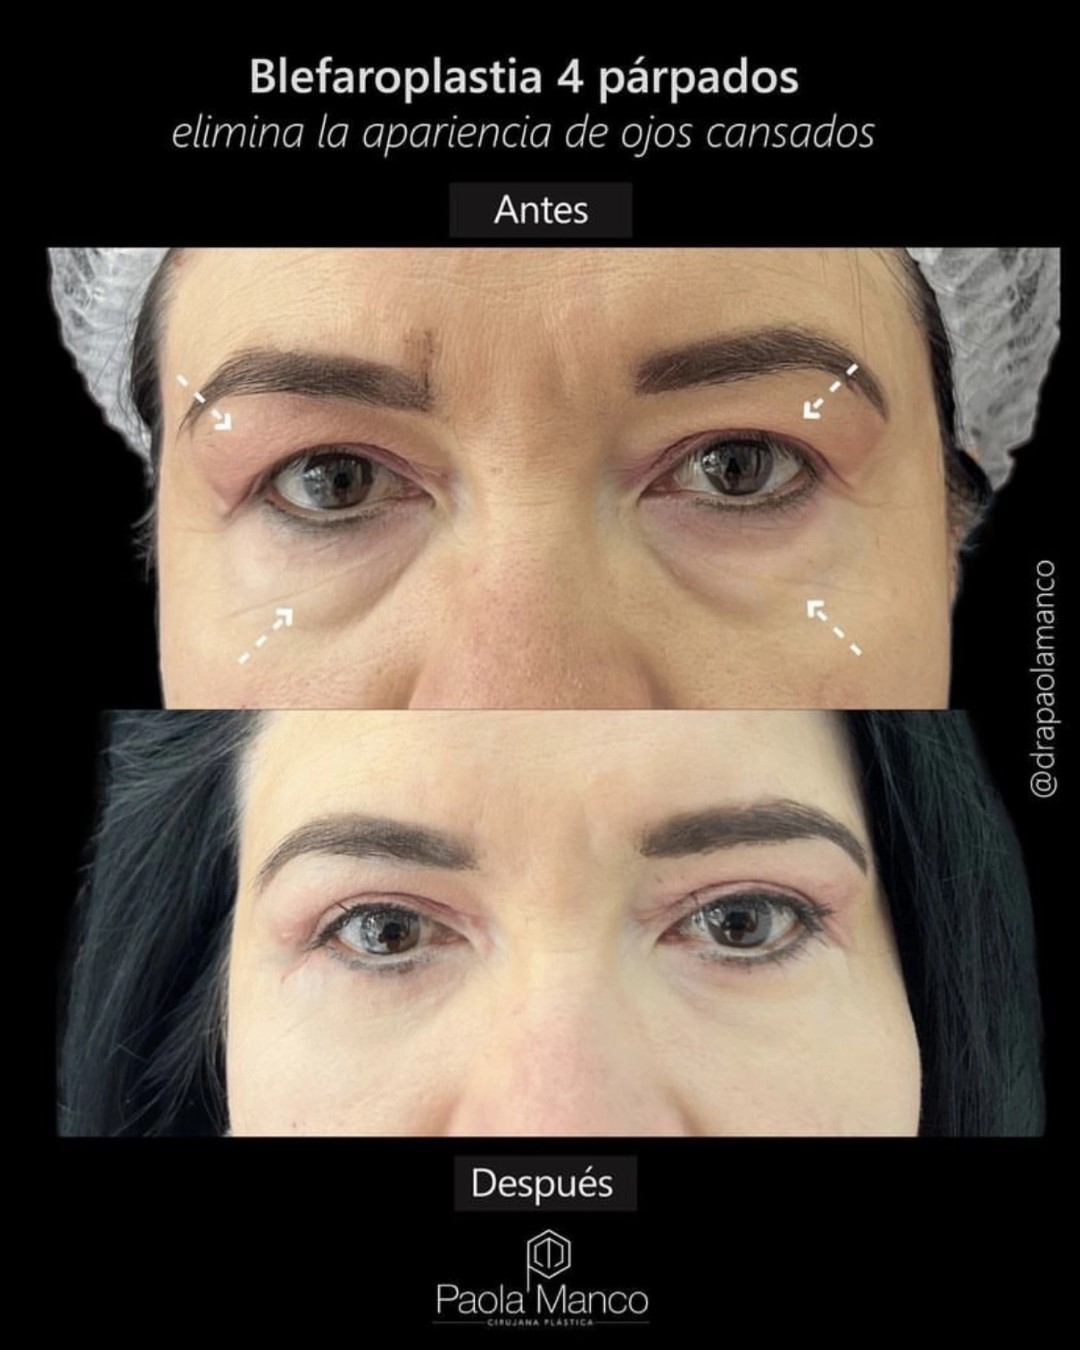 Blefaroplastia 4 párpados
elimina la apariencia de ojos cansados
Antes
@drapaolamanco
Después
Paola Manco
CIRUJANA PLÁSTICA